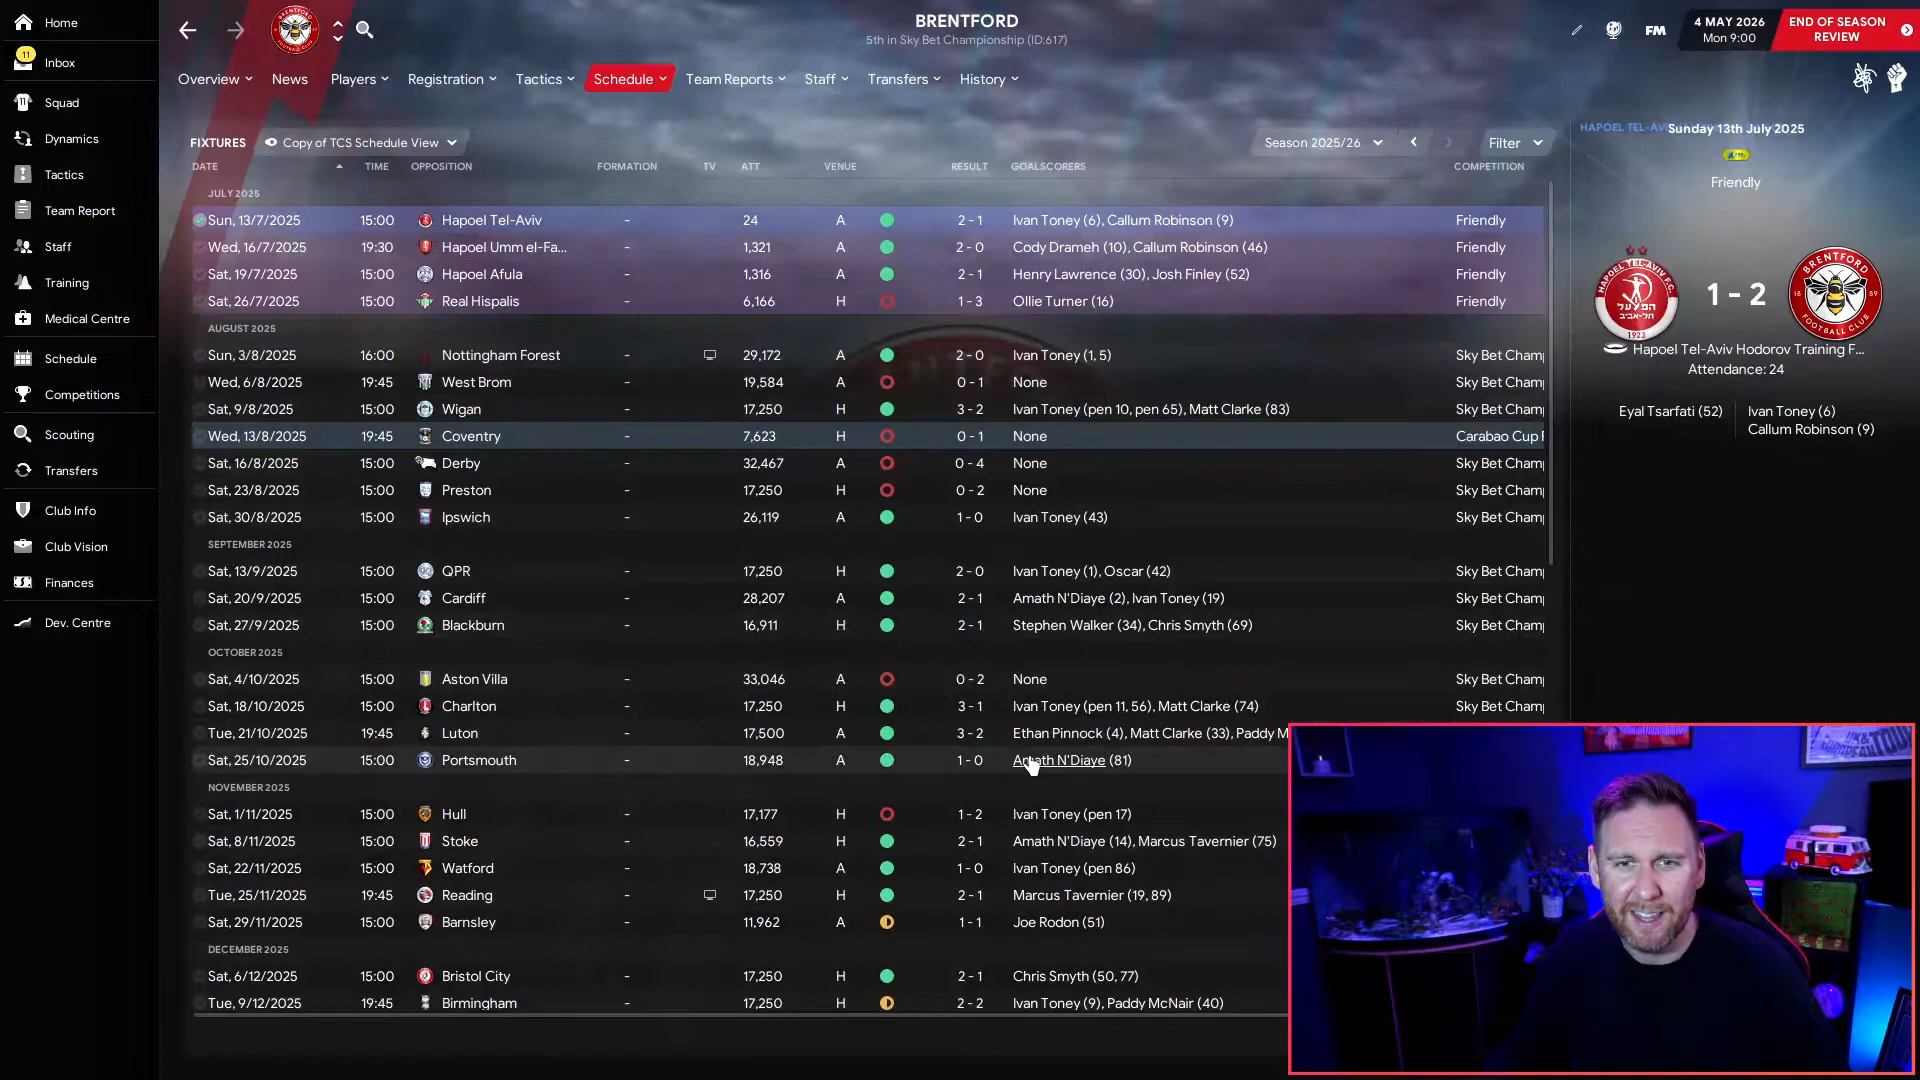 Home
11
Inbox
Squad
Dynamics
Tactics
Team Report
Staff
Training
Medical Centre
Schedule
Competitions
Scouting
Transfers
Club Info
Club Vision
Finances
Dev. Centre
BRENTFORD
5th in Sky Bet Championship (ID:617)
FM
4 MAY 2026
Mon 9:00
END OF SEASON
REVIEW
Overview News Players Registration Tactics Schedule Team Reports Staff Transfers History
FIXTURES Copy of TCS Schedule View Season 2025/26 Filter
DATE TIME OPPOSITION FORMATION TV ATT VENUE RESULT GOALSCORERS COMPETITION
JULY 2025
Sun, 13/7/2025 15:00 Hapoel Tel-Aviv - 24 A 2 - 1 Ivan Toney (6), Callum Robinson (9) Friendly
Wed, 16/7/2025 19:30 Hapoel Umm el-Fa... - 1,321 A 2 - 0 Cody Drameh (10), Callum Robinson (46) Friendly
Sat, 19/7/2025 15:00 Hapoel Afula - 1,316 A 2 - 1 Henry Lawrence (30), Josh Finley (52) Friendly
Sat, 26/7/2025 15:00 Real Hispalis - 6,166 H 1 - 3 Ollie Turner (16) Friendly
AUGUST 2025
Sun, 3/8/2025 16:00 Nottingham Forest - 29,172 A 2 - 0 Ivan Toney (1, 5) Sky Bet Cham
Wed, 6/8/2025 19:45 West Brom - 19,584 A 0 - 1 None Sky Bet Cham
Sat, 9/8/2025 15:00 Wigan - 17,250 H 3 - 2 Ivan Toney (pen 10, pen 65), Matt Clarke (83) Sky Bet Cham
Wed, 13/8/2025 19:45 Coventry - 7,623 H 0 - 1 None Carabao Cup
Sat, 16/8/2025 15:00 Derby - 32,467 A 0 - 4 None Sky Bet Cham
Sat, 23/8/2025 15:00 Preston - 17,250 H 0 - 2 None Sky Bet Cham
Sat, 30/8/2025 15:00 Ipswich - 26,119 A 1 - 0 Ivan Toney (43) Sky Bet Cham
SEPTEMBER 2025
Sat, 13/9/2025 15:00 QPR - 17,250 H 2 - 0 Ivan Toney (1), Oscar (42) Sky Bet Cham
Sat, 20/9/2025 15:00 Cardiff - 28,207 A 2 - 1 Amath N'Diaye (2), Ivan Toney (19) Sky Bet Cham
Sat, 27/9/2025 15:00 Blackburn - 16,911 H 2 - 1 Stephen Walker (34), Chris Smyth (69) Sky Bet Cham
OCTOBER 2025
Sat, 4/10/2025 15:00 Aston Villa - 33,046 A 0 - 2 None Sky Bet Cham
Sat, 18/10/2025 15:00 Charlton - 17,250 H 3 - 1 Ivan Toney (pen 11, 56), Matt Clarke (74) Sky Bet Cham
Tue, 21/10/2025 19:45 Luton - 17,500 A 3 - 2 Ethan Pinnock (4), Matt Clarke (33), Paddy M
Sat, 25/10/2025 15:00 Portsmouth - 18,948 A 1 - 0 Amath N'Diaye (81)
NOVEMBER 2025
Sat, 1/11/2025 15:00 Hull - 17,177 H 1 - 2 Ivan Toney (pen 17)
Sat, 8/11/2025 15:00 Stoke - 16,559 H 2 - 1 Amath N'Diaye (14), Marcus Tavernier (75)
Sat, 22/11/2025 15:00 Watford - 18,738 A 1 - 0 Ivan Toney (pen 86)
Tue, 25/11/2025 19:45 Reading - 17,250 H 2 - 1 Marcus Tavernier (19, 89)
Sat, 29/11/2025 15:00 Barnsley - 11,962 A 1 - 1 Joe Rodon (51)
DECEMBER 2025
Sat, 6/12/2025 15:00 Bristol City - 17,250 H 2 - 1 Chris Smyth (50, 77)
Tue, 9/12/2025 19:45 Birmingham - 17,250 H 2 - 2 Ivan Toney (9), Paddy McNair (40)
HAPOEL TEL-AV
Sunday 13th July 2025
Friendly
HAPOEL TEL-AVIV F.C.
הפועל
תל-אביב
1923
1 - 2
BRENTFORD
18 89
FOOTBALL CLUB
Hapoel Tel-Aviv Hodorov Training F...
Attendance: 24
Eyal Tsarfati (52)
Ivan Toney (6)
Callum Robinson (9)